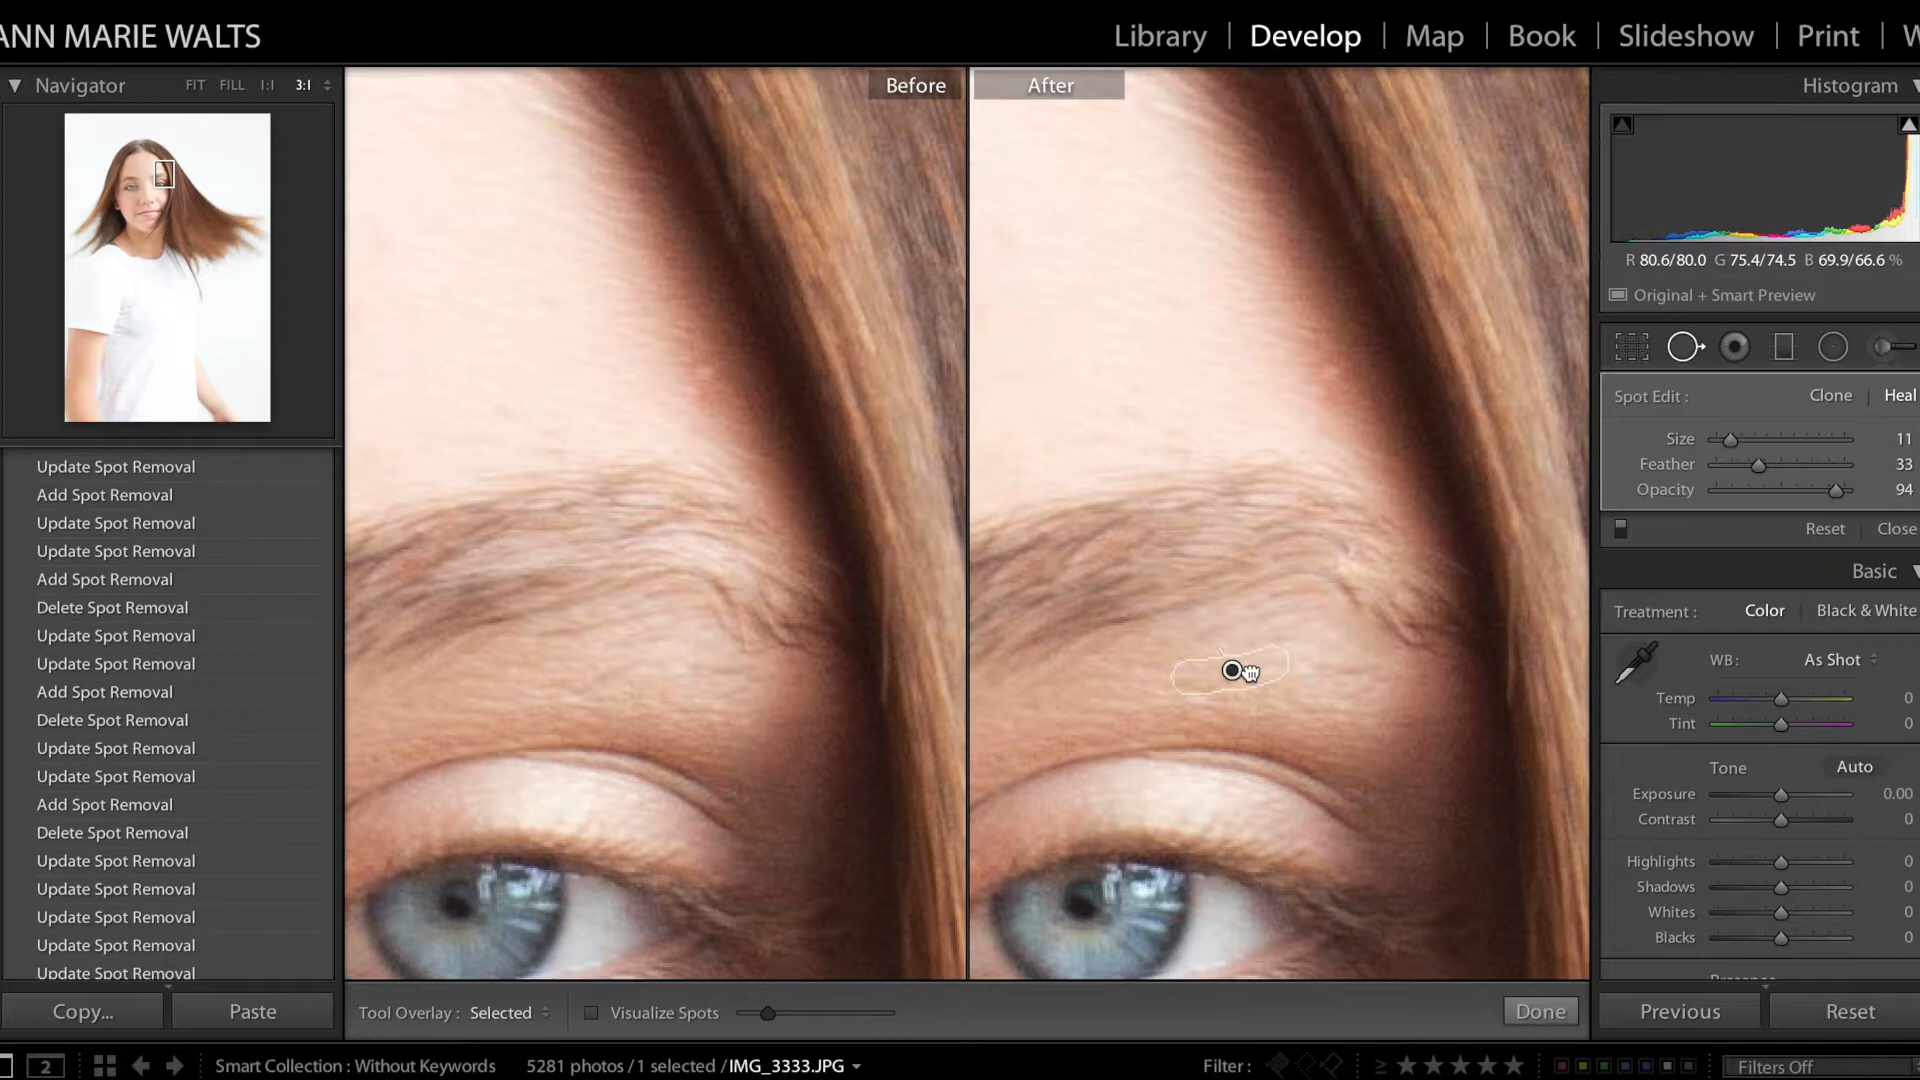 ANN MARIE WALTS
Library | Develop | Map | Book | Slideshow | Print |
Navigator FIT FILL 1:1 3:1
Before
After
Histogram
R 80.6/80.0 G 75.4/74.5 B 69.9/66.6 %
Original + Smart Preview
Spot Edit : Clone | Heal
Size 11
Feather 33
Opacity 94
Reset | Close
Basic
Treatment : Color | Black & White
WB: As Shot
Temp 0
Tint 0
Tone Auto
Exposure 0.00
Contrast 0
Highlights 0
Shadows 0
Whites 0
Blacks 0
Update Spot Removal
Add Spot Removal
Update Spot Removal
Update Spot Removal
Add Spot Removal
Delete Spot Removal
Update Spot Removal
Update Spot Removal
Add Spot Removal
Delete Spot Removal
Update Spot Removal
Update Spot Removal
Add Spot Removal
Delete Spot Removal
Update Spot Removal
Update Spot Removal
Update Spot Removal
Update Spot Removal
Update Spot Removal
Copy... Paste
Tool Overlay : Selected Visualize Spots Done
Previous Reset
2 Smart Collection : Without Keywords 5281 photos / 1 selected / IMG_3333.JPG Filter : ≥ ★★★★★ Filters Off